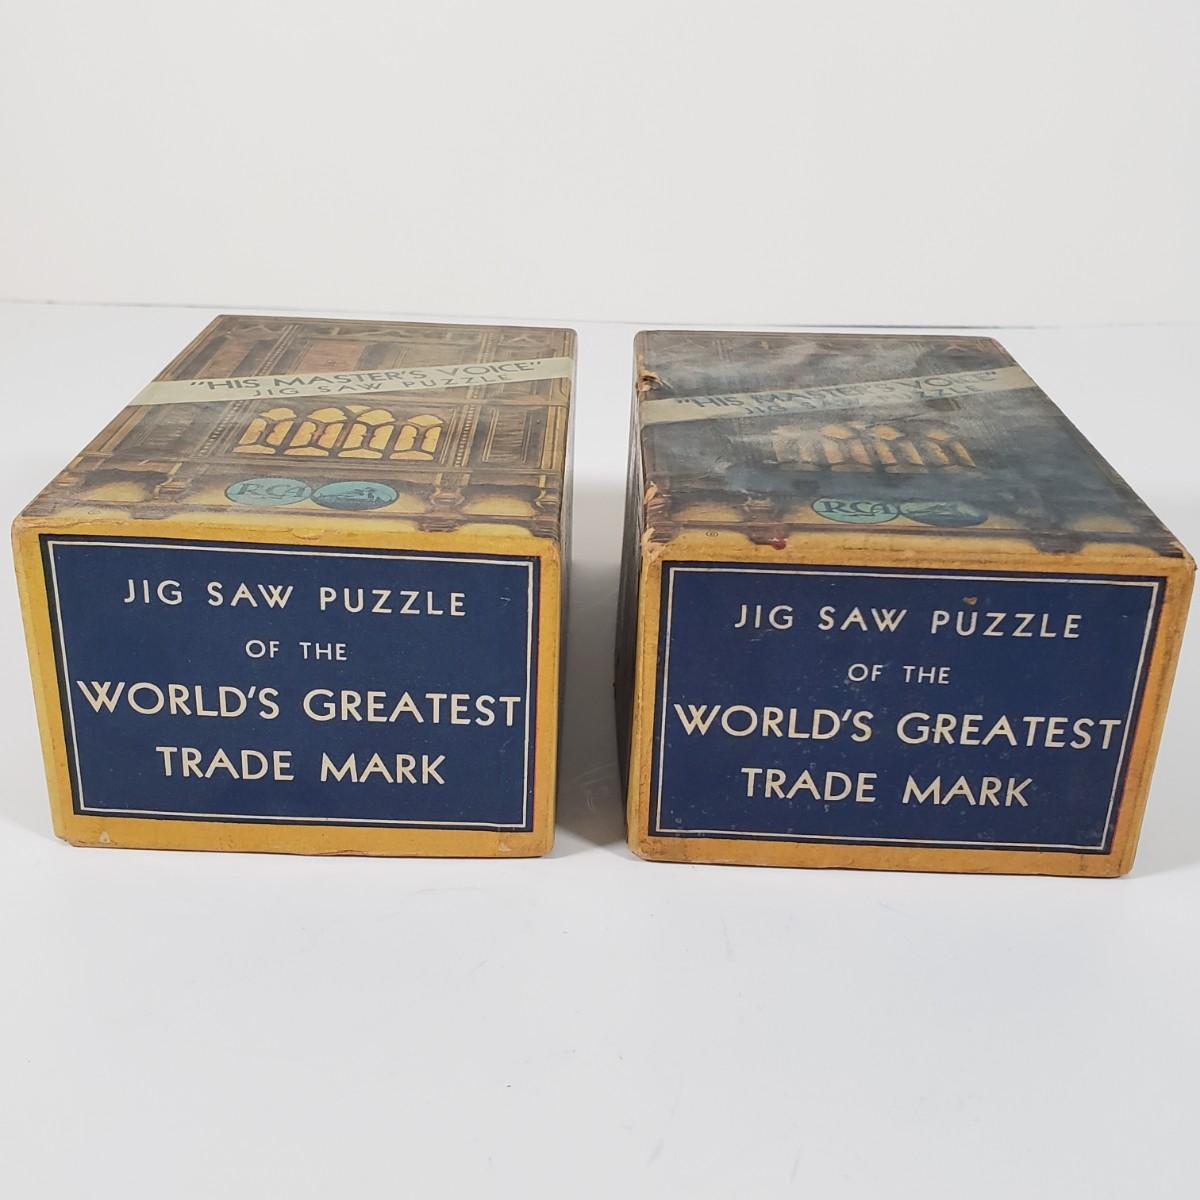 "HIS MASTER'S VOICE"
JIG SAW PUZZLE
RCA
JIG SAW PUZZLE
OF THE
WORLD'S GREATEST
TRADE MARK
"HIS MASTER'S VOICE"
JIG SAW PUZZLE
RCA
©
JIG SAW PUZZLE
OF THE
WORLD'S GREATEST
TRADE MARK